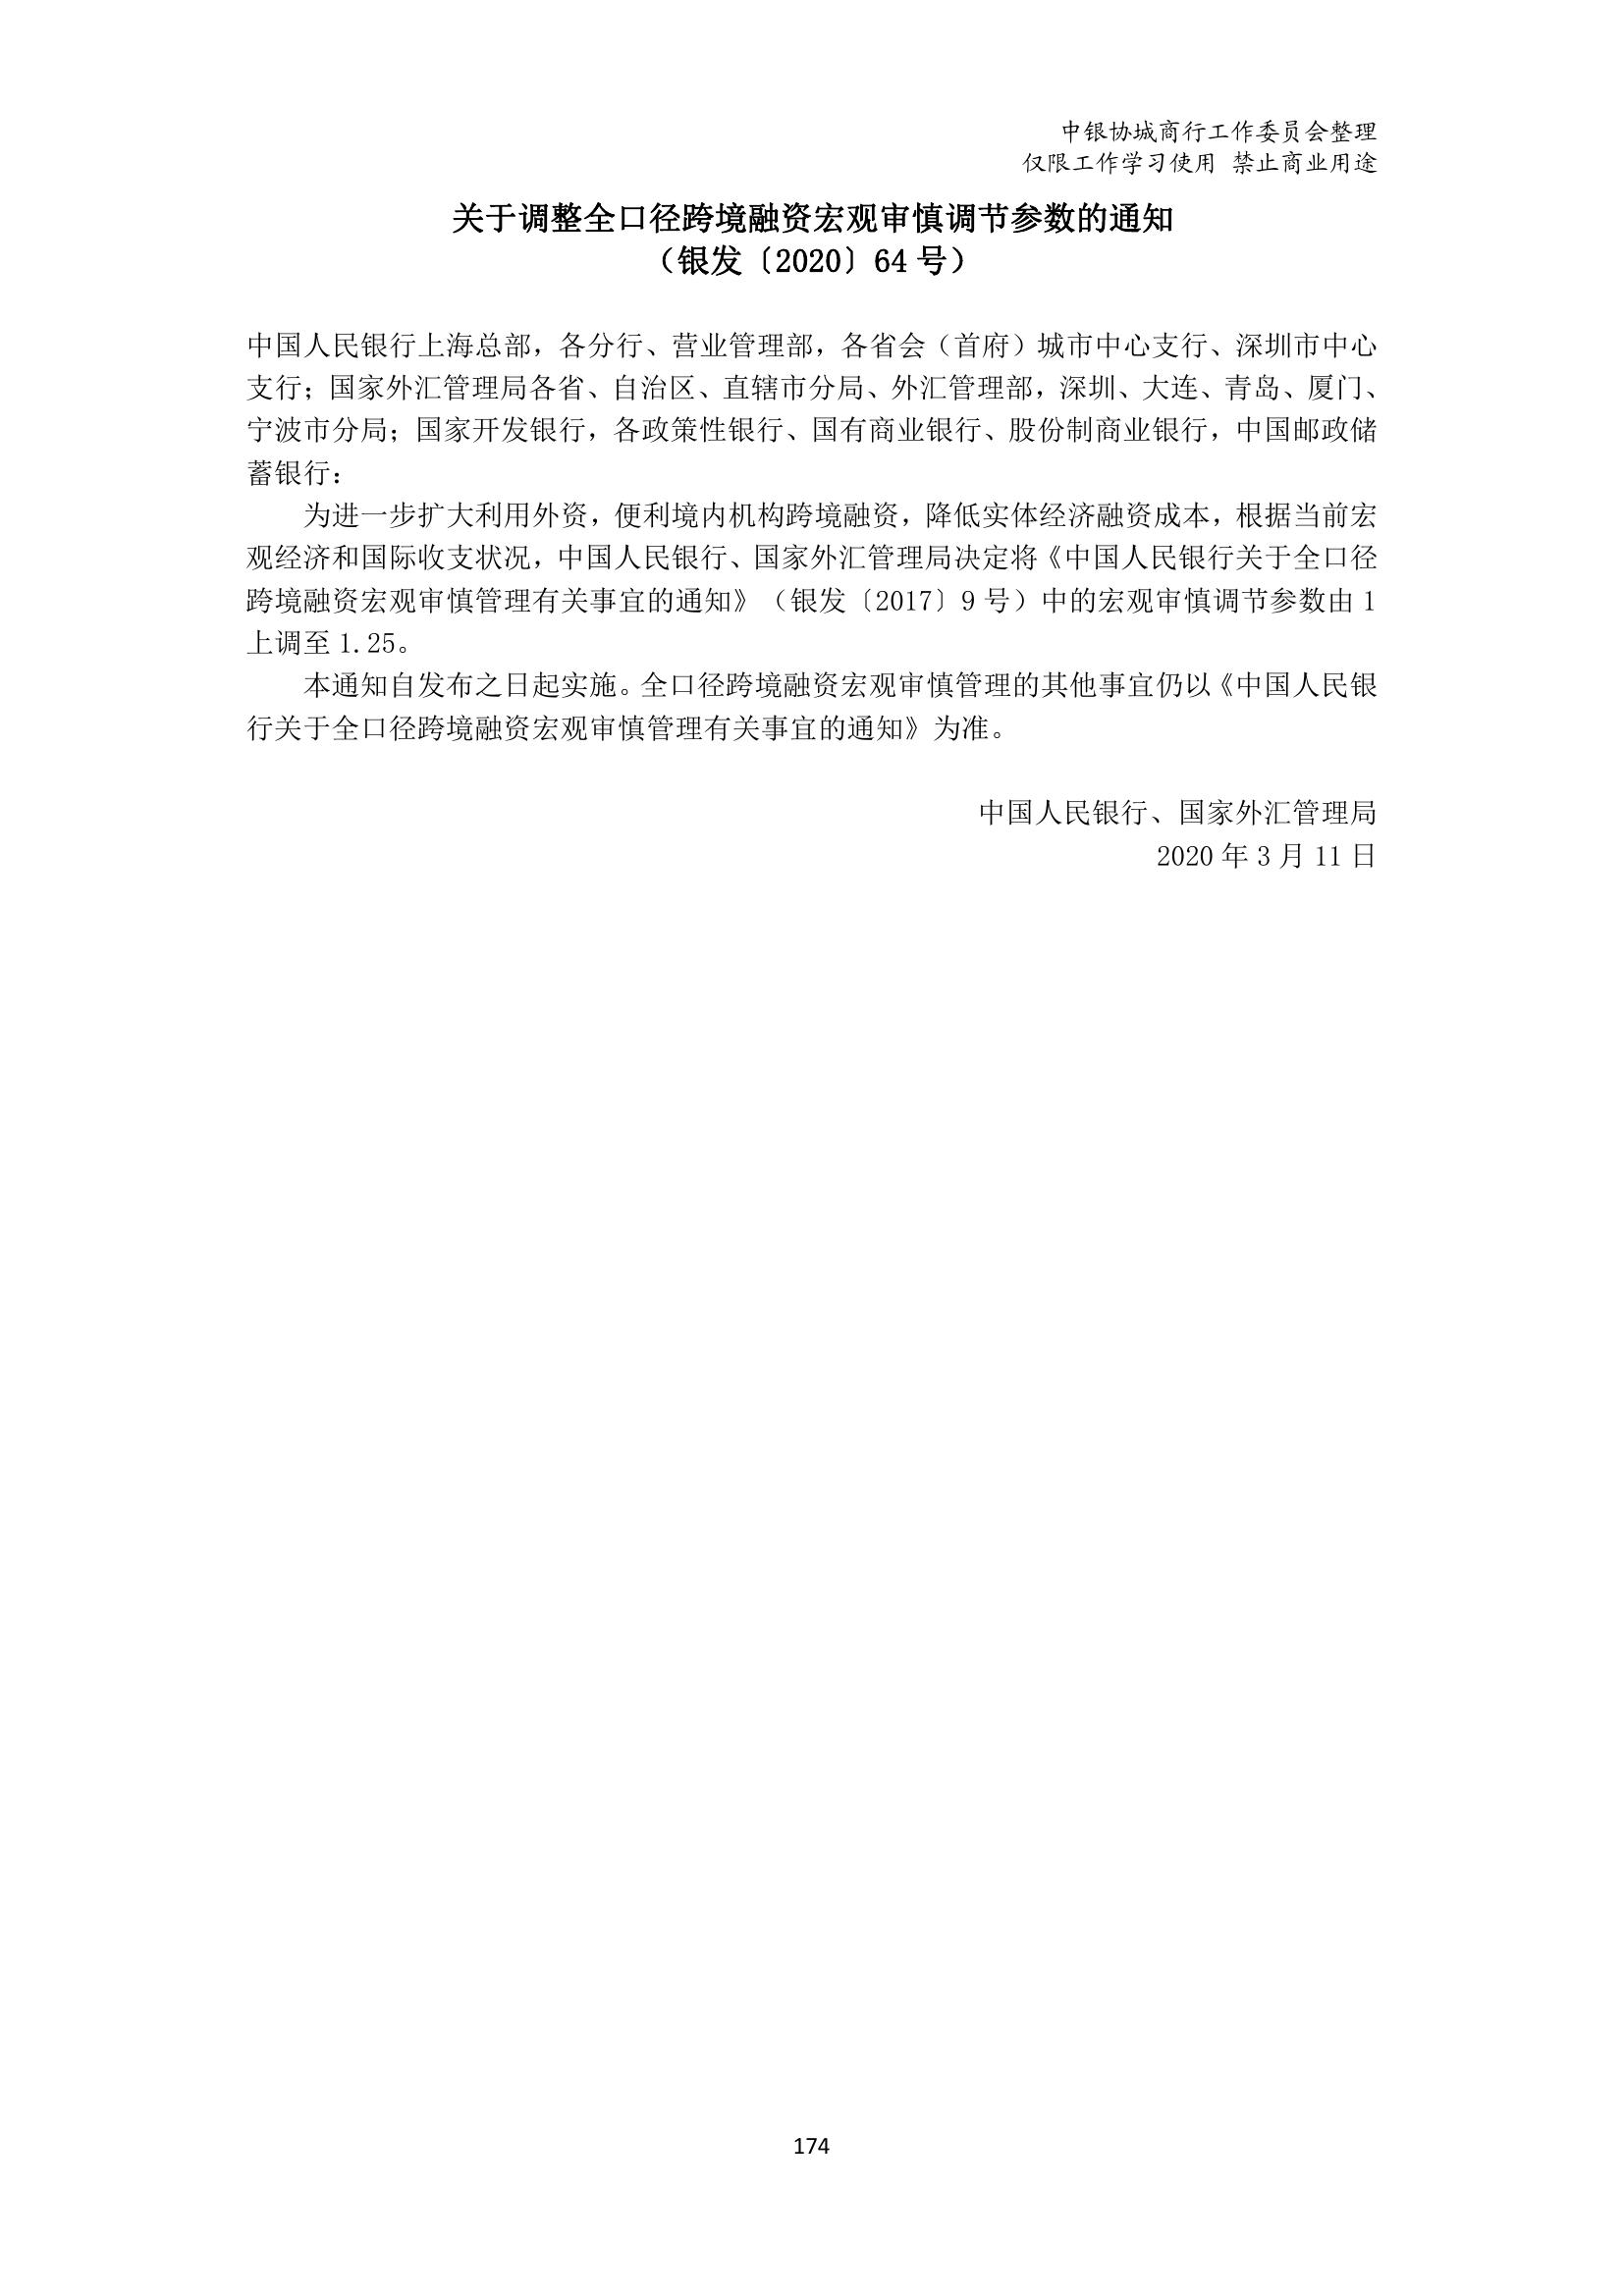 中银协城商行工作委员会整理
仅限工作学习使用 禁止商业用途
关于调整全口径跨境融资宏观审慎调节参数的通知
（银发〔2020〕64 号）
中国人民银行上海总部，各分行、营业管理部，各省会（首府）城市中心支行、深圳市中心
支行；国家外汇管理局各省、自治区、直辖市分局、外汇管理部，深圳、大连、青岛、厦门、
宁波市分局；国家开发银行，各政策性银行、国有商业银行、股份制商业银行，中国邮政储
蓄银行：
为进一步扩大利用外资，便利境内机构跨境融资，降低实体经济融资成本，根据当前宏
观经济和国际收支状况，中国人民银行、国家外汇管理局决定将《中国人民银行关于全口径
跨境融资宏观审慎管理有关事宜的通知》（银发〔2017〕9 号）中的宏观审慎调节参数由 1
上调至 1.25。
本通知自发布之日起实施。全口径跨境融资宏观审慎管理的其他事宜仍以《中国人民银
行关于全口径跨境融资宏观审慎管理有关事宜的通知》为准。
中国人民银行、国家外汇管理局
2020 年 3 月 11 日
174